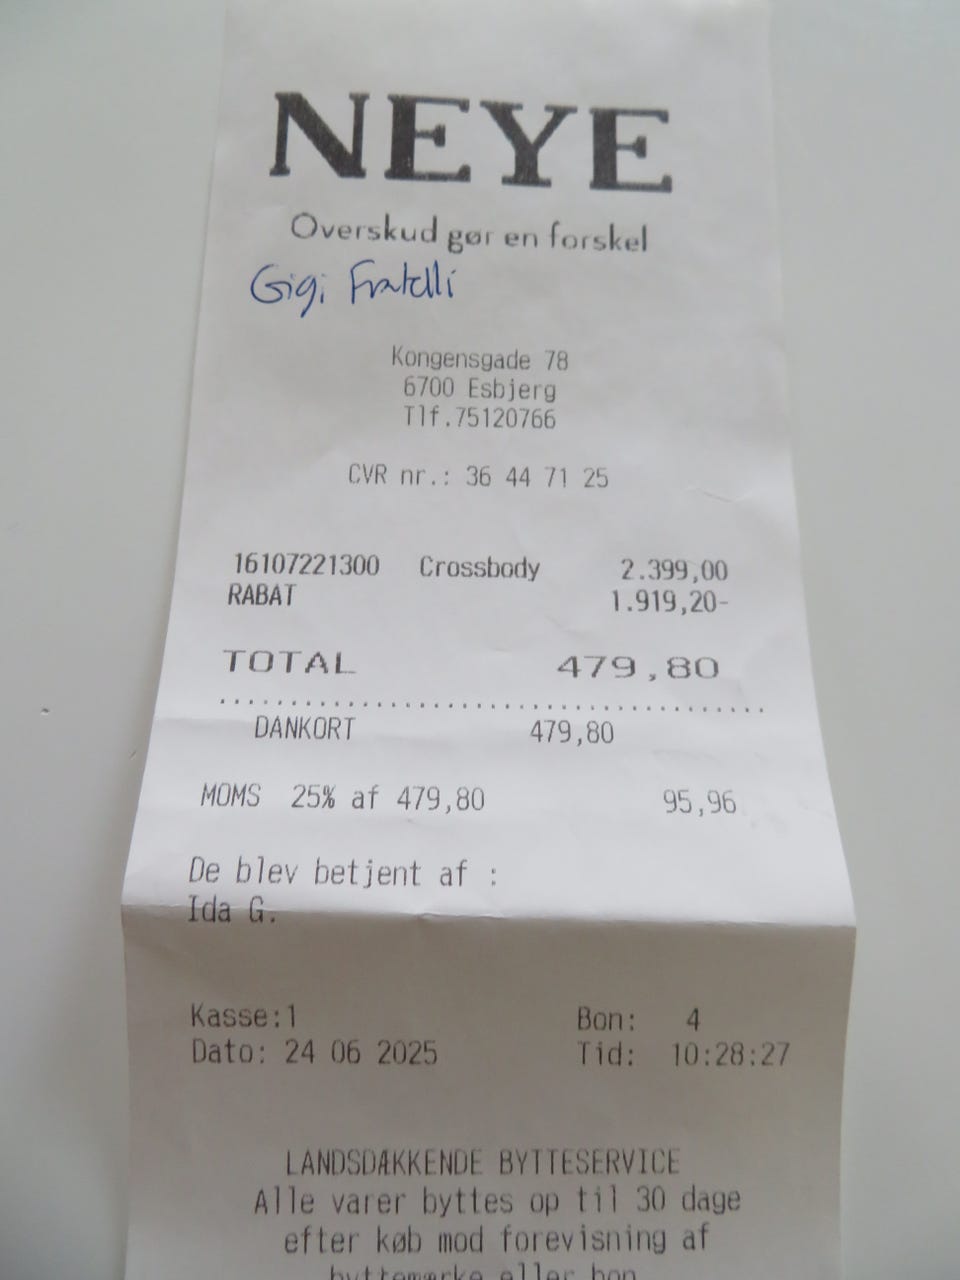 NEYE
Overskud gør en forskel
Gigi Fratelli
Kongensgade 78
6700 Esbjerg
Tlf.75120766
CVR nr.: 36 44 71 25
16107221300 Crossbody 2.399,00
RABAT 1.919,20-
TOTAL 479,80
DANKORT 479,80
MOMS 25% af 479,80 95,96
De blev betjent af :
Ida G.
Kasse:1 Bon: 4
Dato: 24 06 2025 Tid: 10:28:27
LANDSDÆKKENDE BYTTESERVICE
Alle varer byttes op til 30 dage
efter køb mod forevisning af
byttemærke eller bon